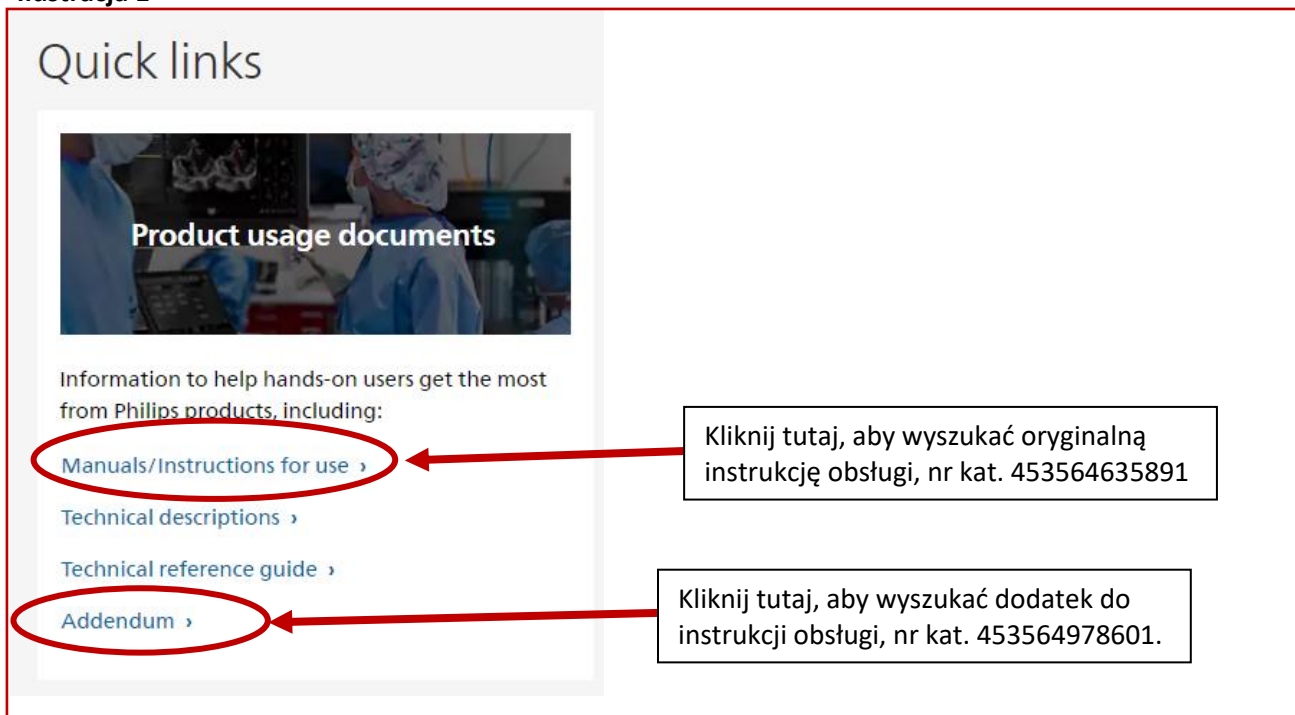 Quick links
Product usage documents
Information to help hands-on users get the most
from Philips products, including:
Manuals/Instructions for use ›
Kliknij tutaj, aby wyszukać oryginalną
instrukcję obsługi, nr kat. 453564635891
Technical descriptions ›
Technical reference guide ›
Addendum ›
Kliknij tutaj, aby wyszukać dodatek do
instrukcji obsługi, nr kat. 453564978601.